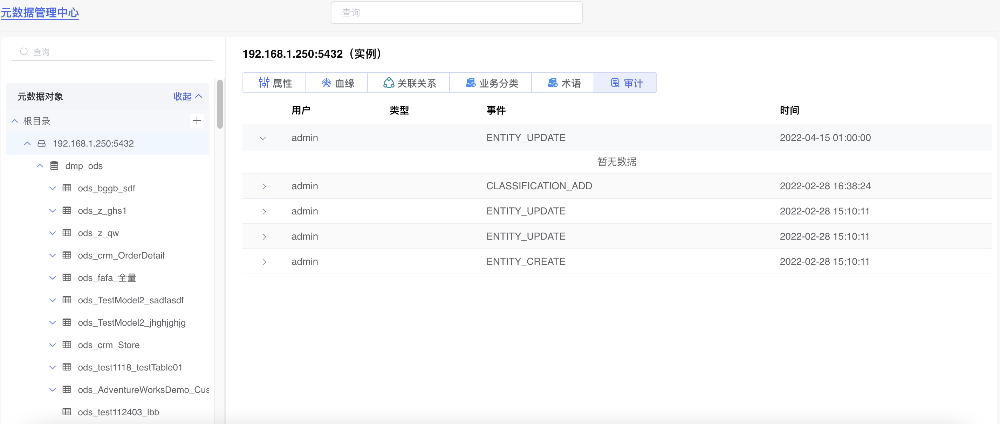 元数据管理中心
查询
查询
元数据对象 收起
根目录
192.168.1.250:5432
dmp_ods
ods_bggb_sdf
ods_z_ghs1
ods_z_qw
ods_crm_OrderDetail
ods_fafa_全量
ods_TestModel2_sadfasdf
ods_TestModel2_jhghjghjg
ods_crm_Store
ods_test1118_testTable01
ods_AdventureWorksDemo_Cus
ods_test112403_lbb
192.168.1.250:5432（实例）
属性 血缘 关联关系 业务分类 术语 审计
用户 类型 事件 时间
admin ENTITY_UPDATE 2022-04-15 01:00:00
暂无数据
admin CLASSIFICATION_ADD 2022-02-28 16:38:24
admin ENTITY_UPDATE 2022-02-28 15:10:11
admin ENTITY_UPDATE 2022-02-28 15:10:11
admin ENTITY_CREATE 2022-02-28 15:10:11